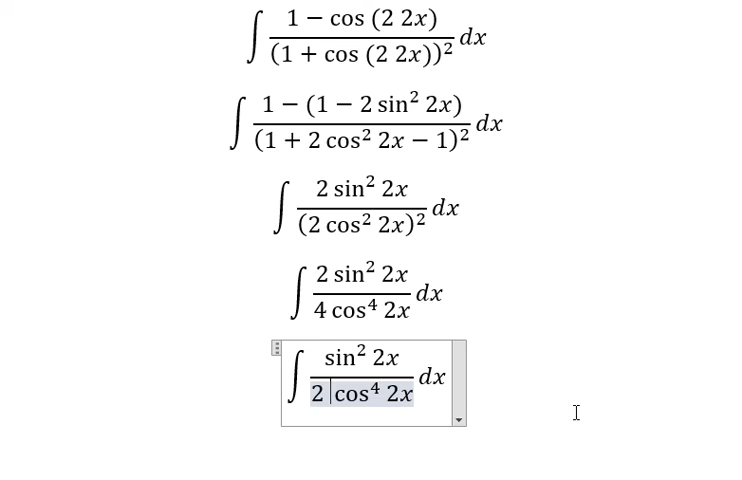 ∫ (1 − cos (2 2x))/((1 + cos (2 2x))²) dx
∫ (1 − (1 − 2 sin² 2x))/((1 + 2 cos² 2x − 1)²) dx
∫ (2 sin² 2x)/((2 cos² 2x)²) dx
∫ (2 sin² 2x)/(4 cos⁴ 2x) dx
∫ (sin² 2x)/(2 cos⁴ 2x) dx